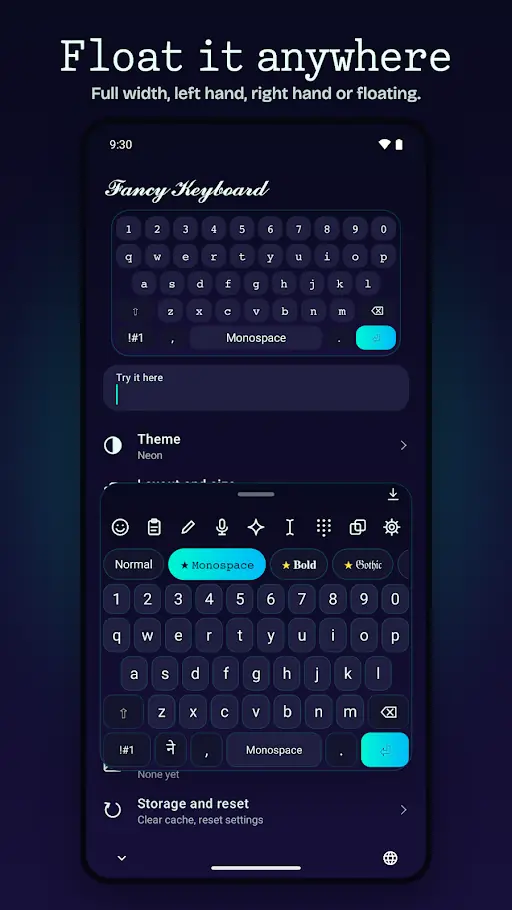 Float it anywhere
Full width, left hand, right hand or floating.
9:30
Fancy Keyboard
1 2 3 4 5 6 7 8 9 0
q w e r t y u i o p
a s d f g h j k l
z x c v b n m
!#1 , Monospace .
Try it here
Theme
Neon
Layout and size
Normal ★ Monospace ★ Bold ★ Gothic
1 2 3 4 5 6 7 8 9 0
q w e r t y u i o p
a s d f g h j k l
z x c v b n m
!#1 ने , Monospace .
None yet
Storage and reset
Clear cache, reset settings